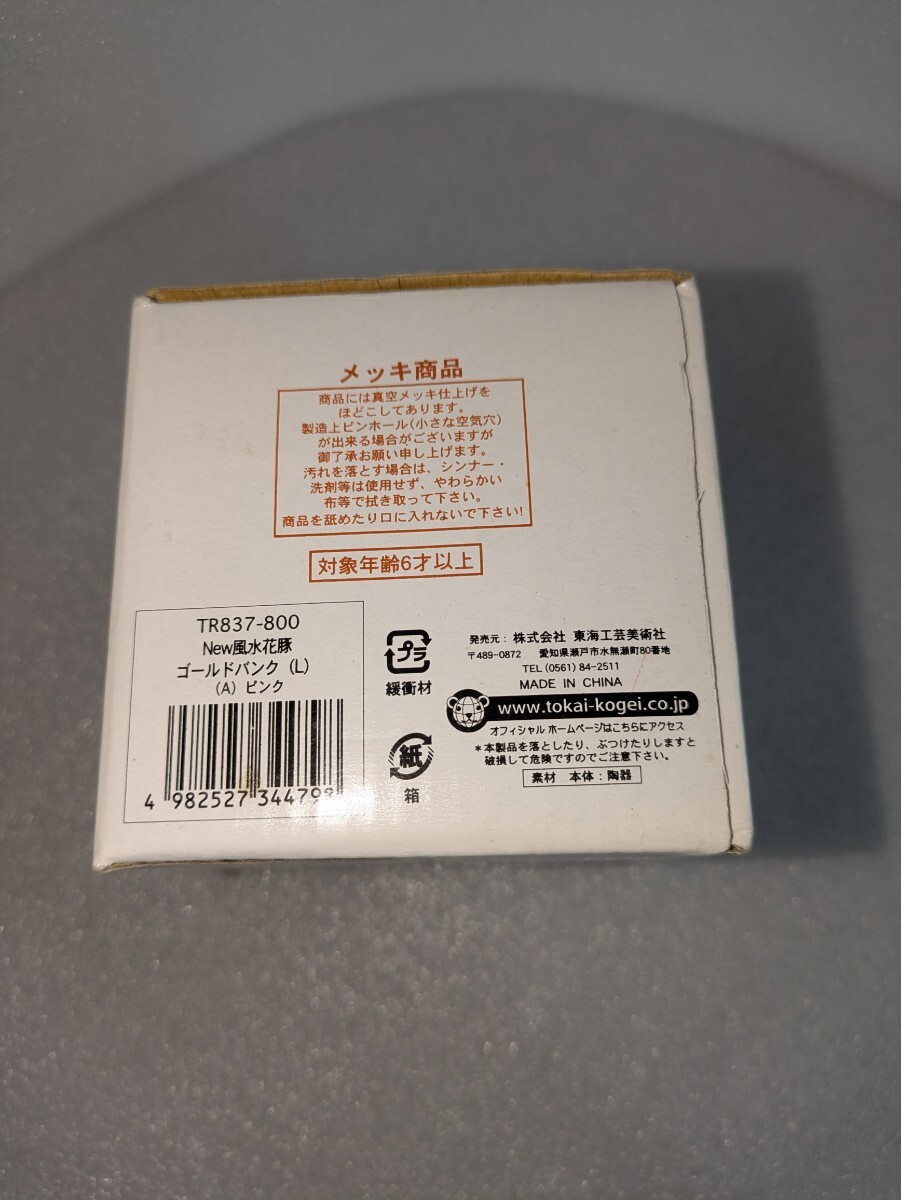 メッキ商品
商品には真空メッキ仕上げを
ほどこしてあります。
製造上ピンホール(小さな空気穴)
が出来る場合がございますが
御了承お願い申し上げます。
汚れを落とす場合は、シンナー・
洗剤等は使用せず、やわらかい
布等で拭き取って下さい。
商品を舐めたり口に入れないで下さい!
対象年齢6才以上
TR837-800
New風水花豚
ゴールドバンク (L)
(A) ピンク
4 982527 344793
プラ
緩衝材
紙
箱
発売元: 株式会社 東海工芸美術社
〒489-0872 愛知県瀬戸市水無瀬町80番地
TEL (0561) 84-2511
MADE IN CHINA
www.tokai-kogei.co.jp
オフィシャル ホームページはこちらにアクセス
*本製品を落としたり、ぶつけたりしますと
破損して危険ですのでご注意下さい。
素材 本体:陶器